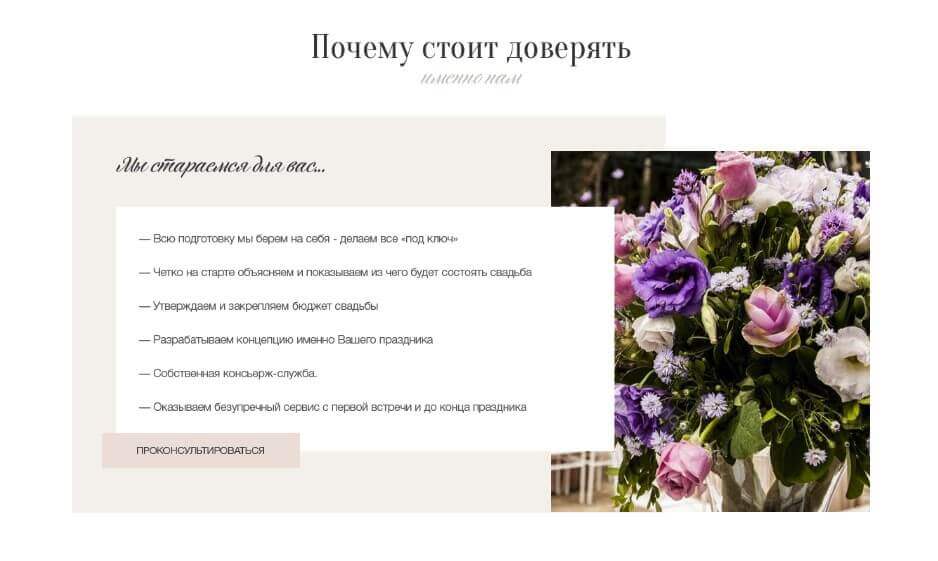 Почему стоит доверять
именно нам
Мы стараемся для вас...
— Всю подготовку мы берем на себя - делаем все «под ключ»
— Четко на старте объясняем и показываем из чего будет состоять свадьба
— Утверждаем и закрепляем бюджет свадьбы
— Разрабатываем концепцию именно Вашего праздника
— Собственная консьерж-служба.
— Оказываем безупречный сервис с первой встречи и до конца праздника
ПРОКОНСУЛЬТИРОВАТЬСЯ